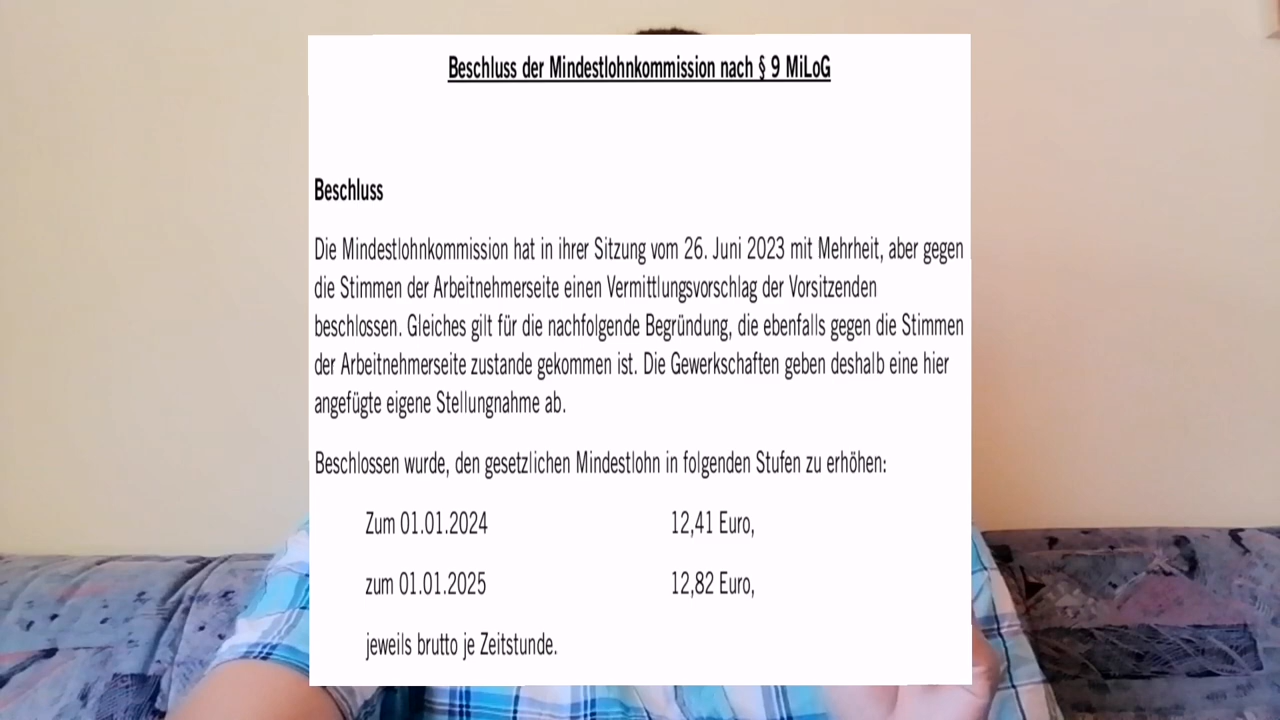 Beschluss der Mindestlohnkommission nach § 9 MiLoG
Beschluss
Die Mindestlohnkommission hat in ihrer Sitzung vom 26. Juni 2023 mit Mehrheit, aber gegen
die Stimmen der Arbeitnehmerseite einen Vermittlungsvorschlag der Vorsitzenden
beschlossen. Gleiches gilt für die nachfolgende Begründung, die ebenfalls gegen die Stimmen
der Arbeitnehmerseite zustande gekommen ist. Die Gewerkschaften geben deshalb eine hier
angefügte eigene Stellungnahme ab.
Beschlossen wurde, den gesetzlichen Mindestlohn in folgenden Stufen zu erhöhen:
Zum 01.01.2024 12,41 Euro,
zum 01.01.2025 12,82 Euro,
jeweils brutto je Zeitstunde.